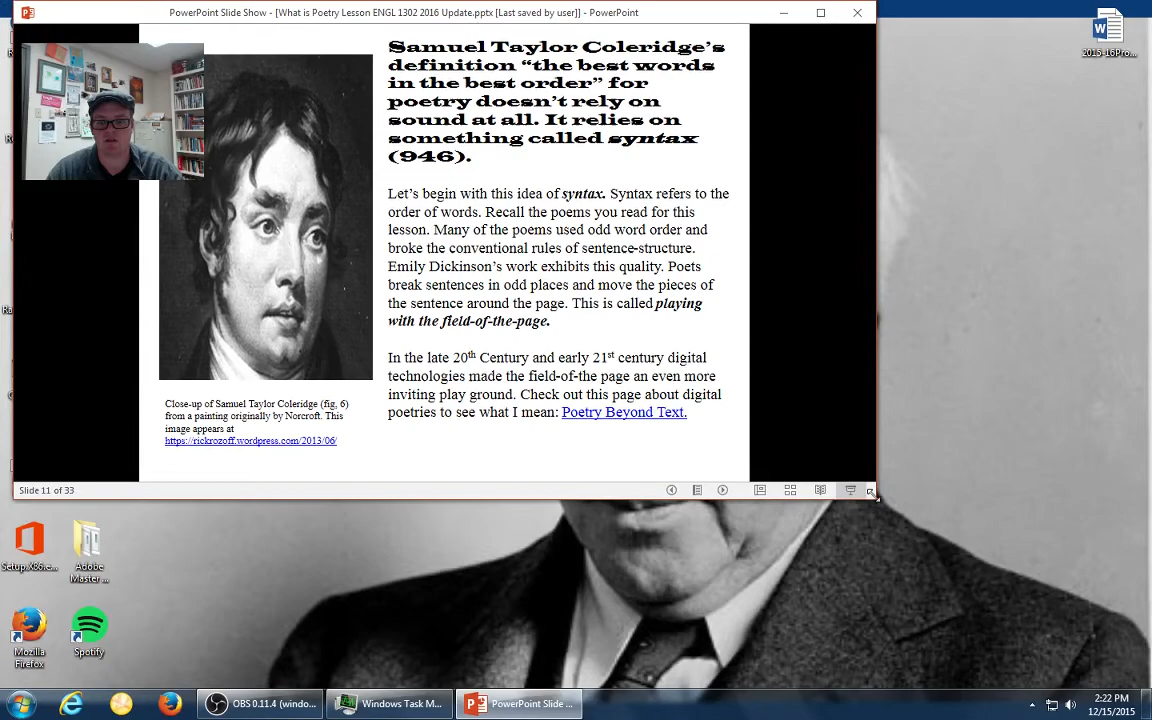 PowerPoint Slide Show - [What is Poetry Lesson ENGL 1302 2016 Update.pptx [Last saved by user]] - PowerPoint
2016-16Pro...
Samuel Taylor Coleridge's
definition “the best words
in the best order” for
poetry doesn't rely on
sound at all. It relies on
something called syntax
(946).
Let's begin with this idea of syntax. Syntax refers to the
order of words. Recall the poems you read for this
lesson. Many of the poems used odd word order and
broke the conventional rules of sentence-structure.
Emily Dickinson's work exhibits this quality. Poets
break sentences in odd places and move the pieces of
the sentence around the page. This is called playing
with the field-of-the-page.
In the late 20th Century and early 21st century digital
technologies made the field-of-the page an even more
inviting play ground. Check out this page about digital
poetries to see what I mean: Poetry Beyond Text.
Close-up of Samuel Taylor Coleridge (fig, 6)
from a painting originally by Norcroft. This
image appears at
https://rickrozoff.wordpress.com/2013/06/
Slide 11 of 33
Setup.X86.e...
Adobe
Master ...
Mozilla
Firefox
Spotify
OBS 0.11.4 (windo...
Windows Task M...
PowerPoint Slide ...
2:22 PM
12/15/2015